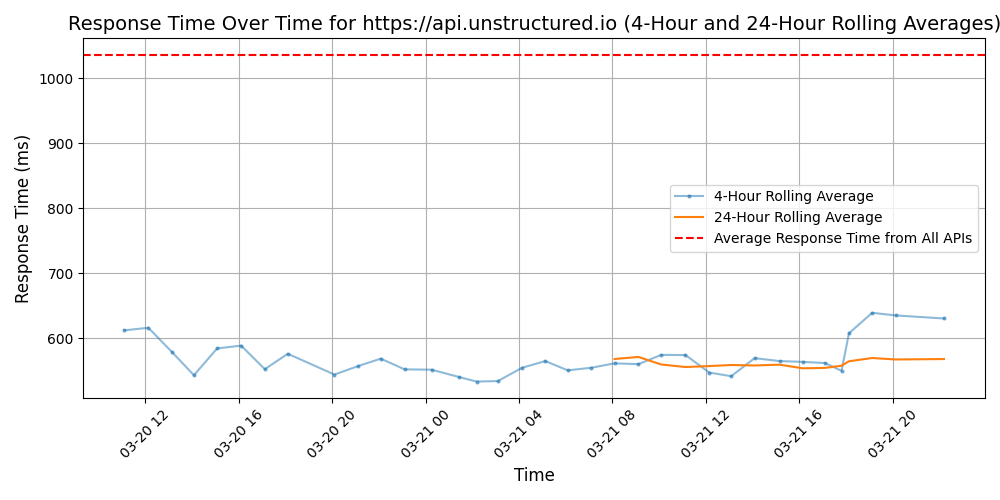 Response Time Over Time for https://api.unstructured.io (4-Hour and 24-Hour Rolling Averages)
Response Time (ms)
1000
900
800
700
600
4-Hour Rolling Average
24-Hour Rolling Average
Average Response Time from All APIs
03-20 12
03-20 16
03-20 20
03-21 00
03-21 04
03-21 08
03-21 12
03-21 16
03-21 20
Time